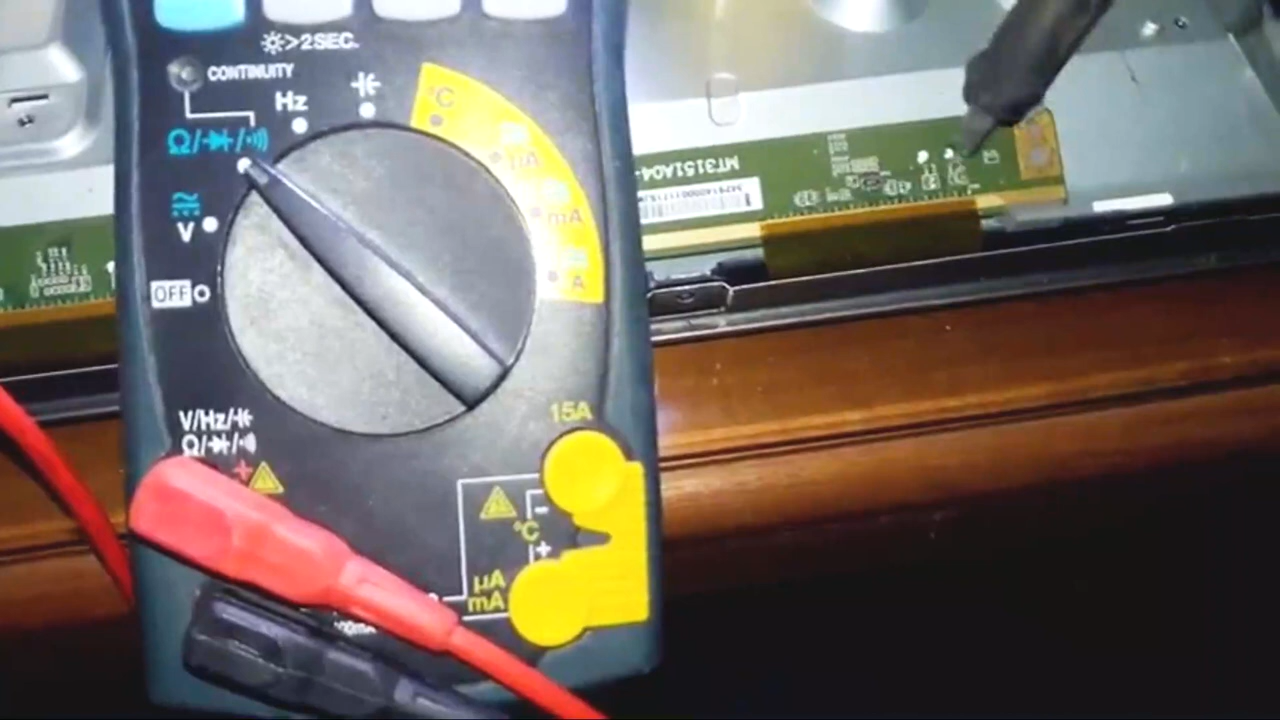 >2SEC.
CONTINUITY
Hz
Ω/
°C
µA
mA
A
V
OFF
V/Hz/
Ω/
+
15A
-
°C
+
µA
mA
MT3151A04-